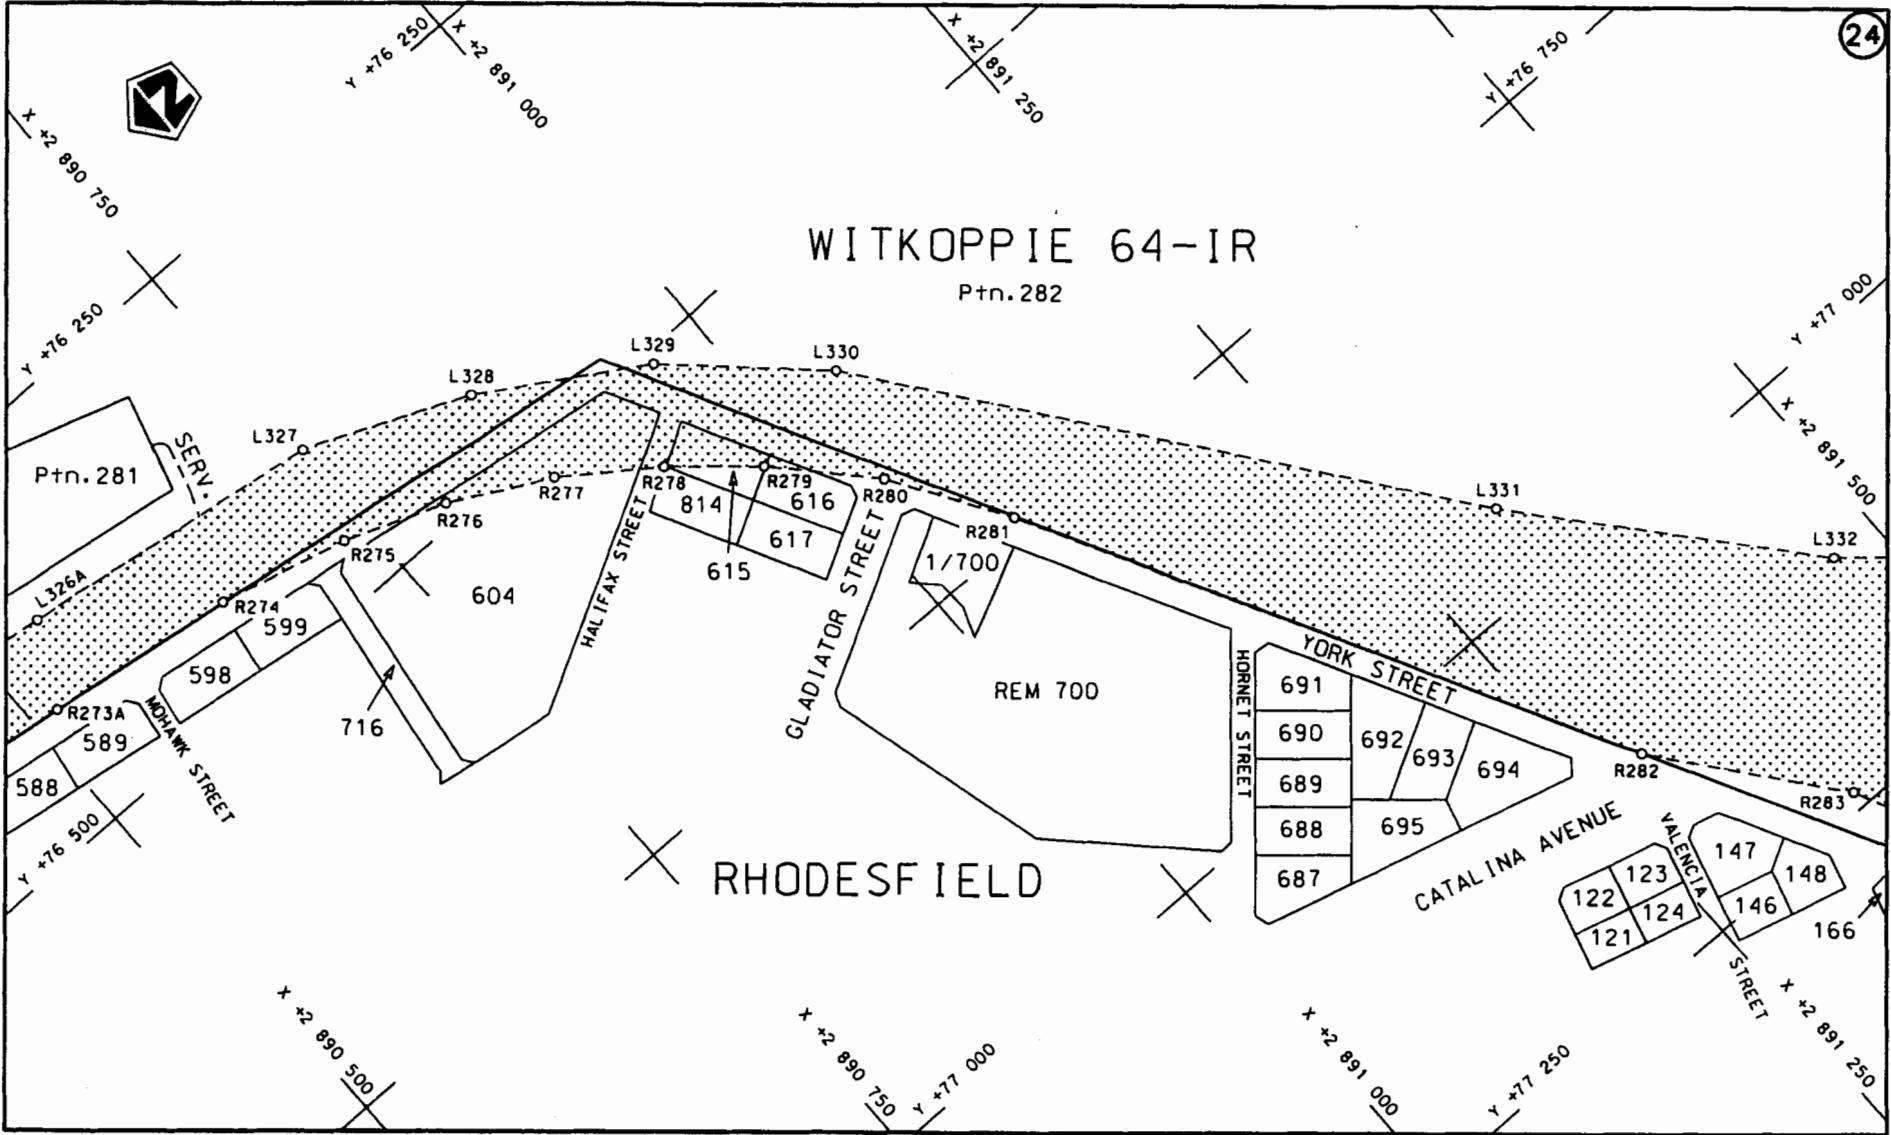 24
Y +76 250
X +2 891 000
X +2 891 250
Y +76 750
X +2 890 750
WITKOPPIE 64-IR
Ptn.282
Y +76 250
Y +77 000
X +2 891 500
L329
L330
L328
L327
L331
L332
L326A
Ptn.281
SERV.
R278
R279
R280
R277
R276
R275
R274
R273A
R281
R282
R283
814
616
617
615
1/700
604
599
598
589
588
716
REM 700
HALIFAX STREET
GLADIATOR STREET
MOHAWK STREET
HORNET STREET
YORK STREET
691
690
689
688
687
692
693
694
695
CATALINA AVENUE
VALENCIA STREET
147
148
146
122
123
121
124
166
RHODESFIELD
Y +76 500
X +2 890 500
X +2 890 750
Y +77 000
X +2 891 000
Y +77 250
X +2 891 250